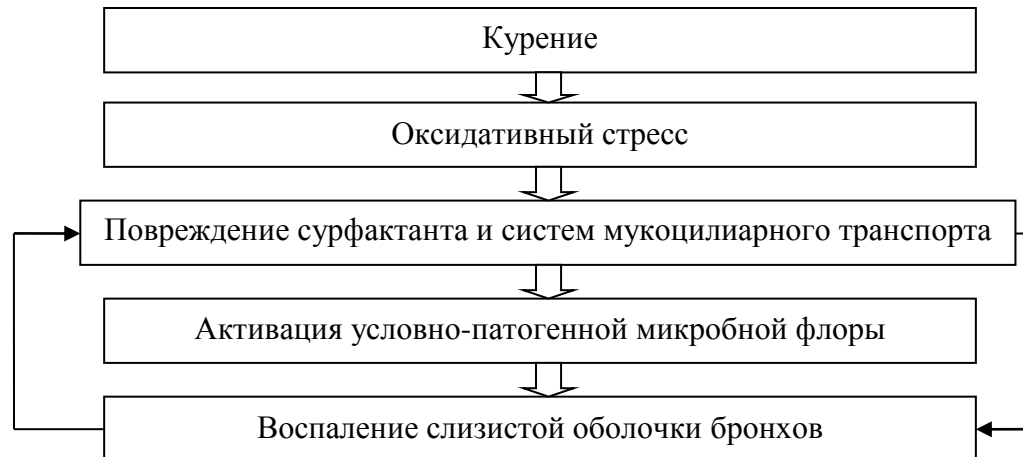 Курение
Оксидативный стресс
Повреждение сурфактанта и систем мукоцилиарного транспорта
Активация условно-патогенной микробной флоры
Воспаление слизистой оболочки бронхов